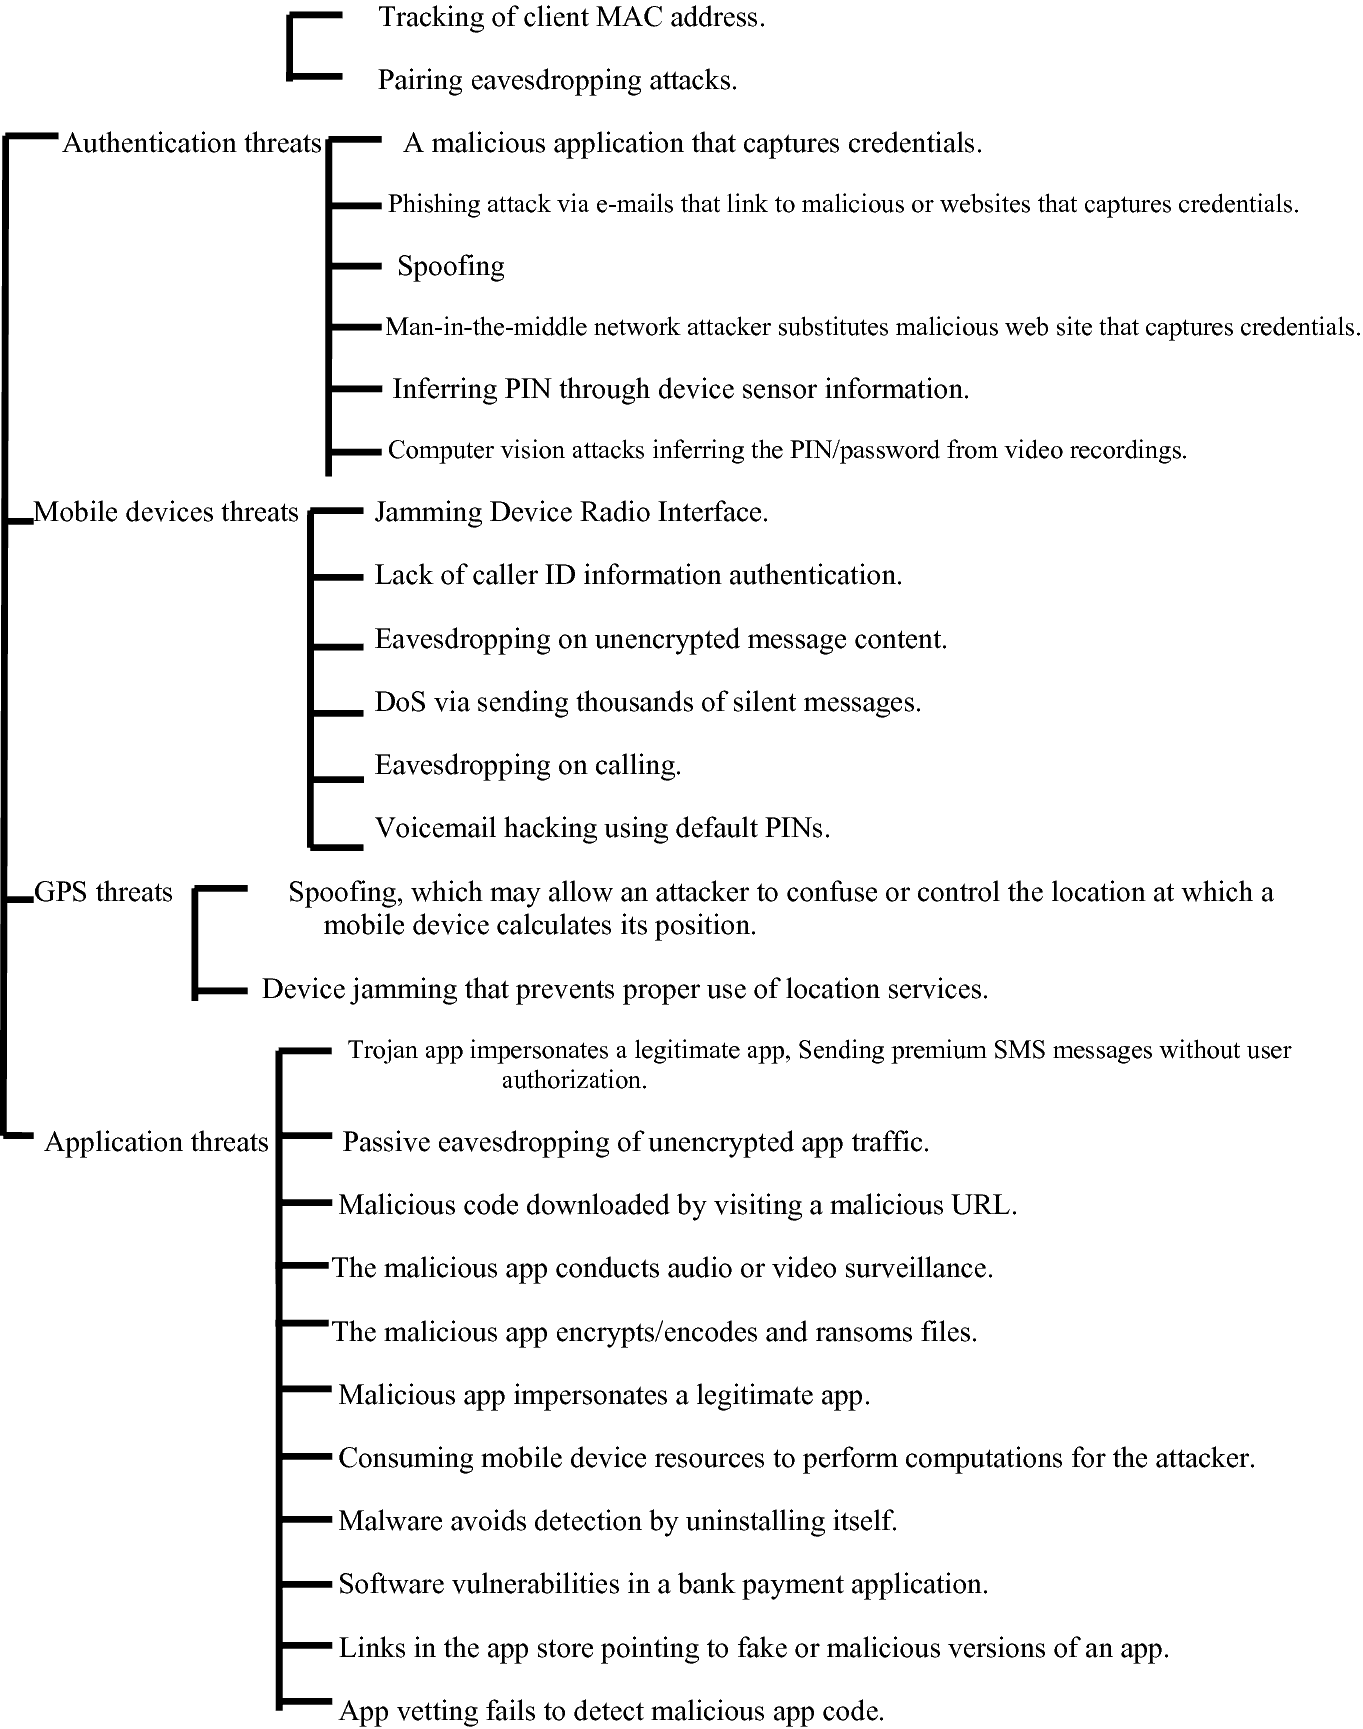 Tracking of client MAC address.
Pairing eavesdropping attacks.
Authentication threats
A malicious application that captures credentials.
Phishing attack via e-mails that link to malicious or websites that captures credentials.
Spoofing
Man-in-the-middle network attacker substitutes malicious web site that captures credentials.
Inferring PIN through device sensor information.
Computer vision attacks inferring the PIN/password from video recordings.
Mobile devices threats
Jamming Device Radio Interface.
Lack of caller ID information authentication.
Eavesdropping on unencrypted message content.
DoS via sending thousands of silent messages.
Eavesdropping on calling.
Voicemail hacking using default PINs.
GPS threats
Spoofing, which may allow an attacker to confuse or control the location at which a
mobile device calculates its position.
Device jamming that prevents proper use of location services.
Application threats
Trojan app impersonates a legitimate app, Sending premium SMS messages without user
authorization.
Passive eavesdropping of unencrypted app traffic.
Malicious code downloaded by visiting a malicious URL.
The malicious app conducts audio or video surveillance.
The malicious app encrypts/encodes and ransoms files.
Malicious app impersonates a legitimate app.
Consuming mobile device resources to perform computations for the attacker.
Malware avoids detection by uninstalling itself.
Software vulnerabilities in a bank payment application.
Links in the app store pointing to fake or malicious versions of an app.
App vetting fails to detect malicious app code.